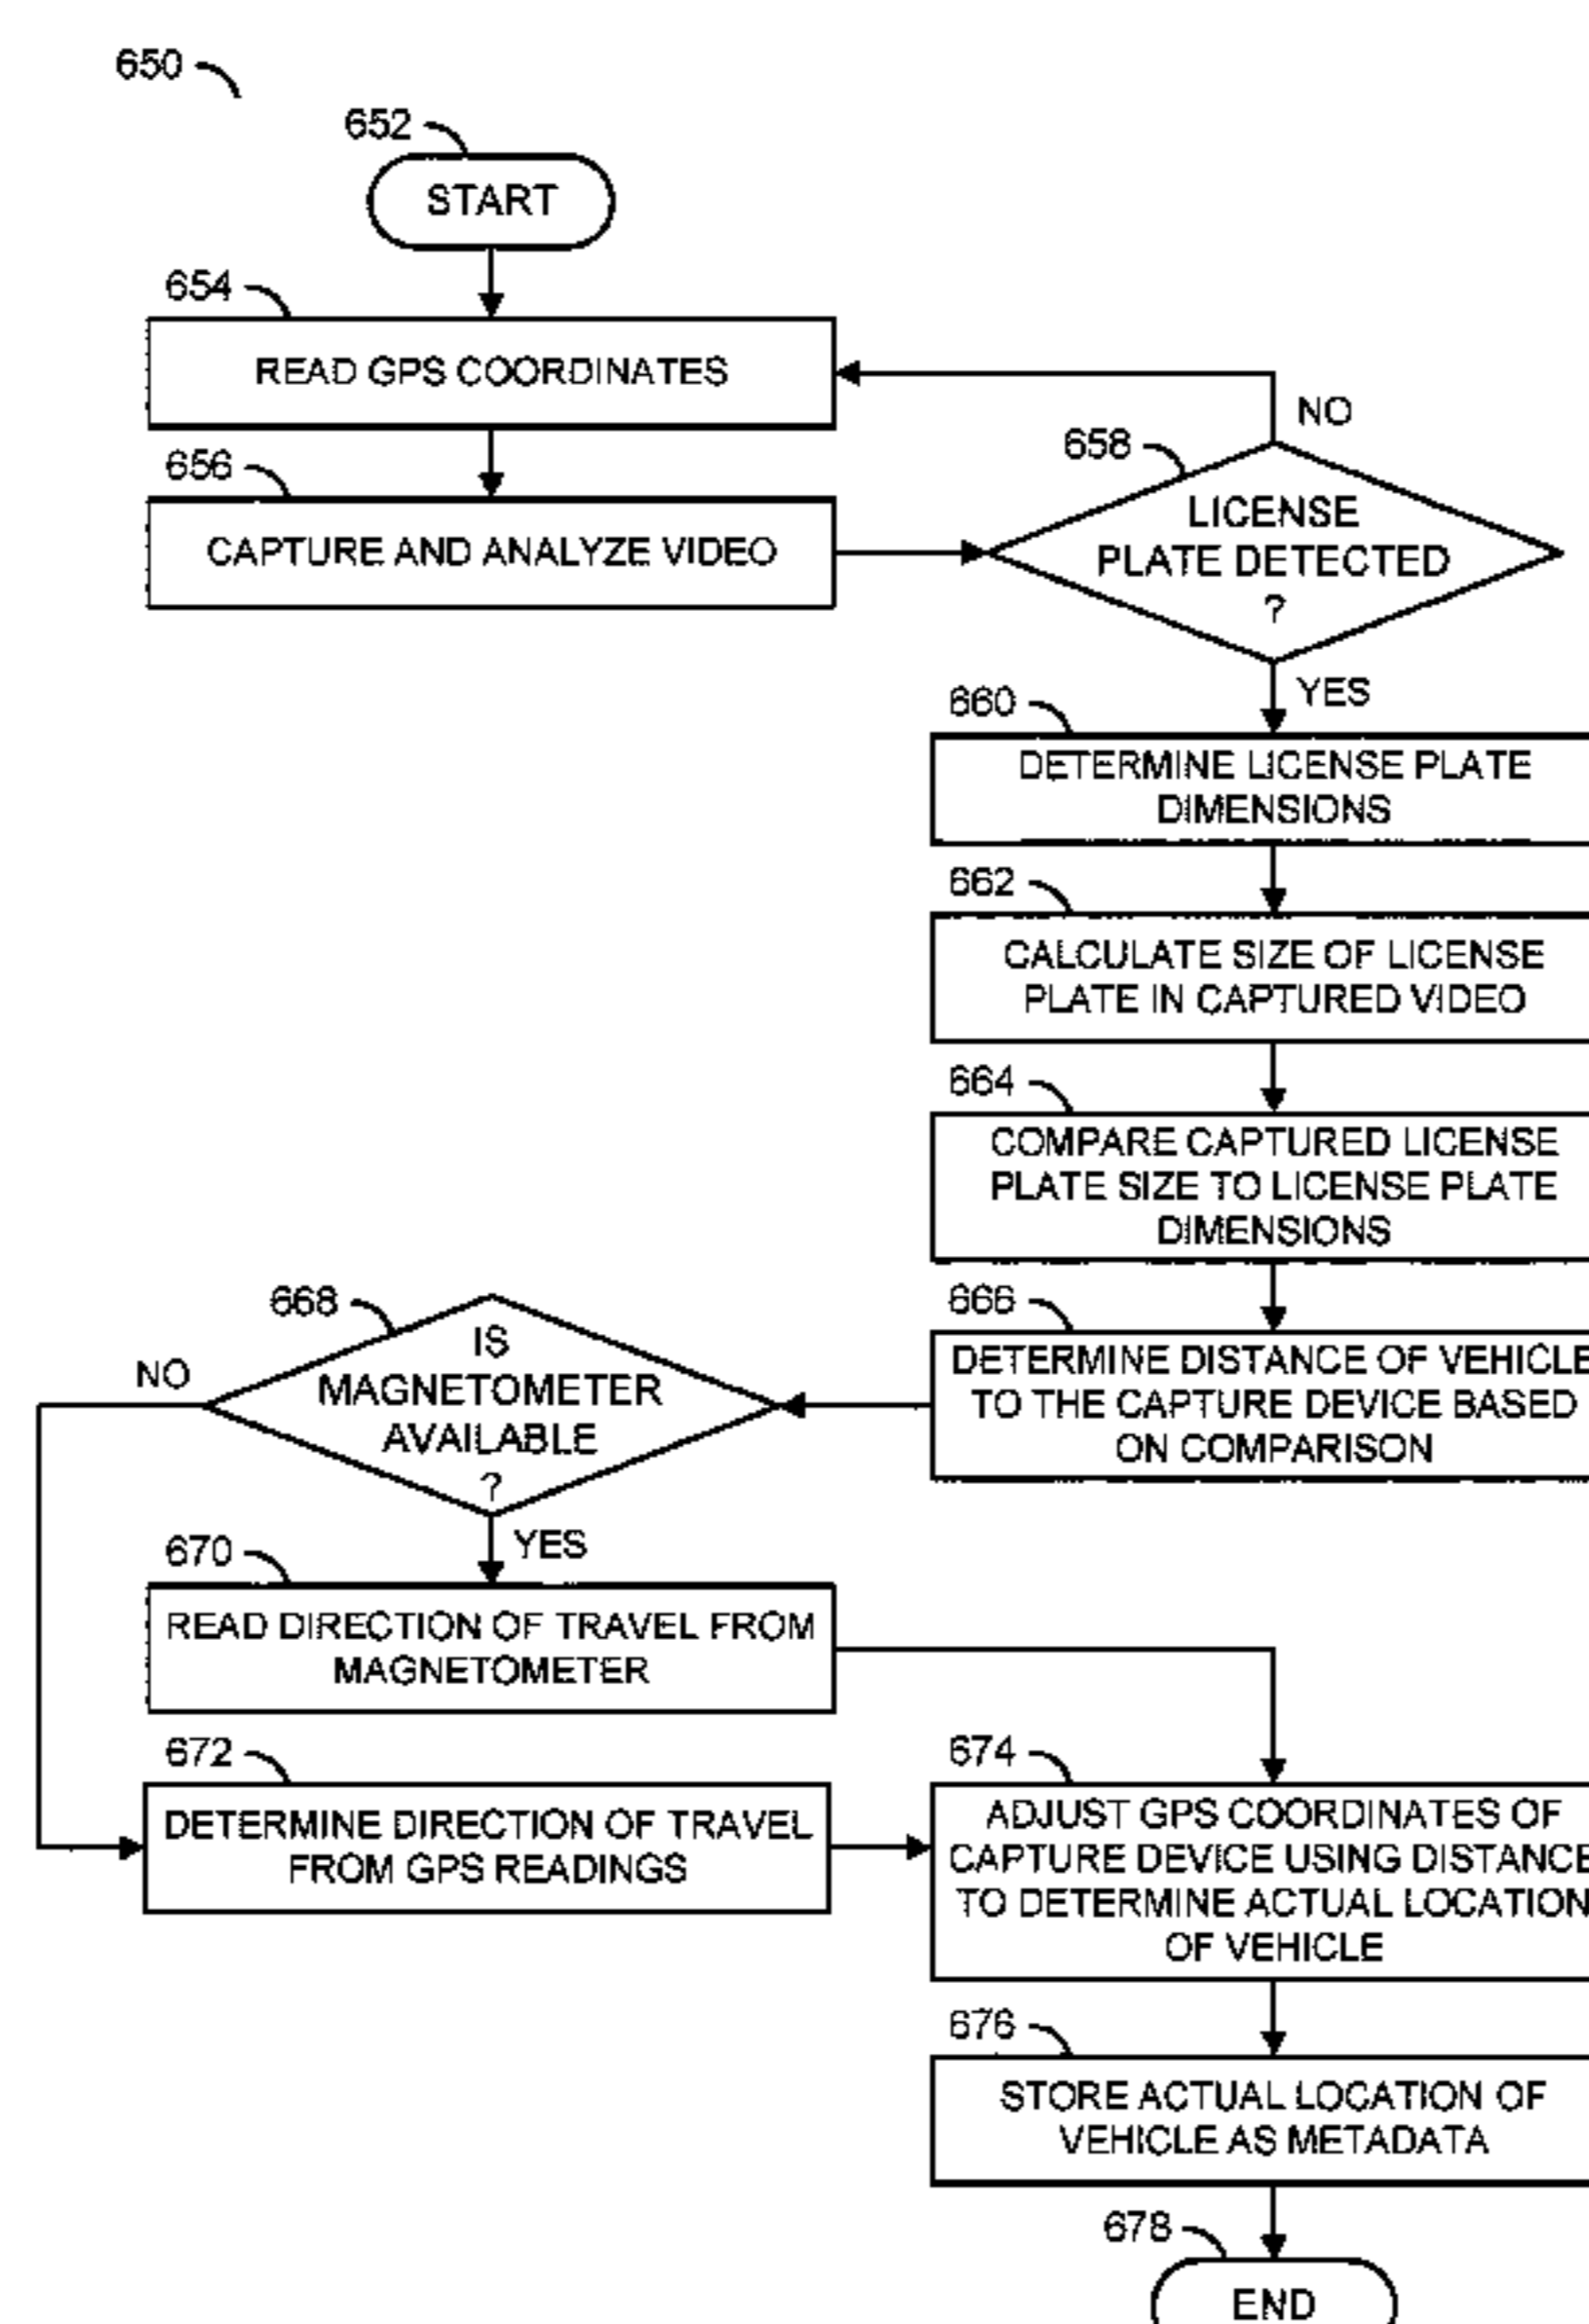 650
652
START
654
READ GPS COORDINATES
NO
656
658
CAPTURE AND ANALYZE VIDEO
LICENSE
PLATE DETECTED
?
YES
660
DETERMINE LICENSE PLATE
DIMENSIONS
662
CALCULATE SIZE OF LICENSE
PLATE IN CAPTURED VIDEO
664
COMPARE CAPTURED LICENSE
PLATE SIZE TO LICENSE PLATE
DIMENSIONS
666
DETERMINE DISTANCE OF VEHICLE
TO THE CAPTURE DEVICE BASED
ON COMPARISON
668
NO
IS
MAGNETOMETER
AVAILABLE
?
YES
670
READ DIRECTION OF TRAVEL FROM
MAGNETOMETER
672
DETERMINE DIRECTION OF TRAVEL
FROM GPS READINGS
674
ADJUST GPS COORDINATES OF
CAPTURE DEVICE USING DISTANCE
TO DETERMINE ACTUAL LOCATION
OF VEHICLE
676
STORE ACTUAL LOCATION OF
VEHICLE AS METADATA
678
END